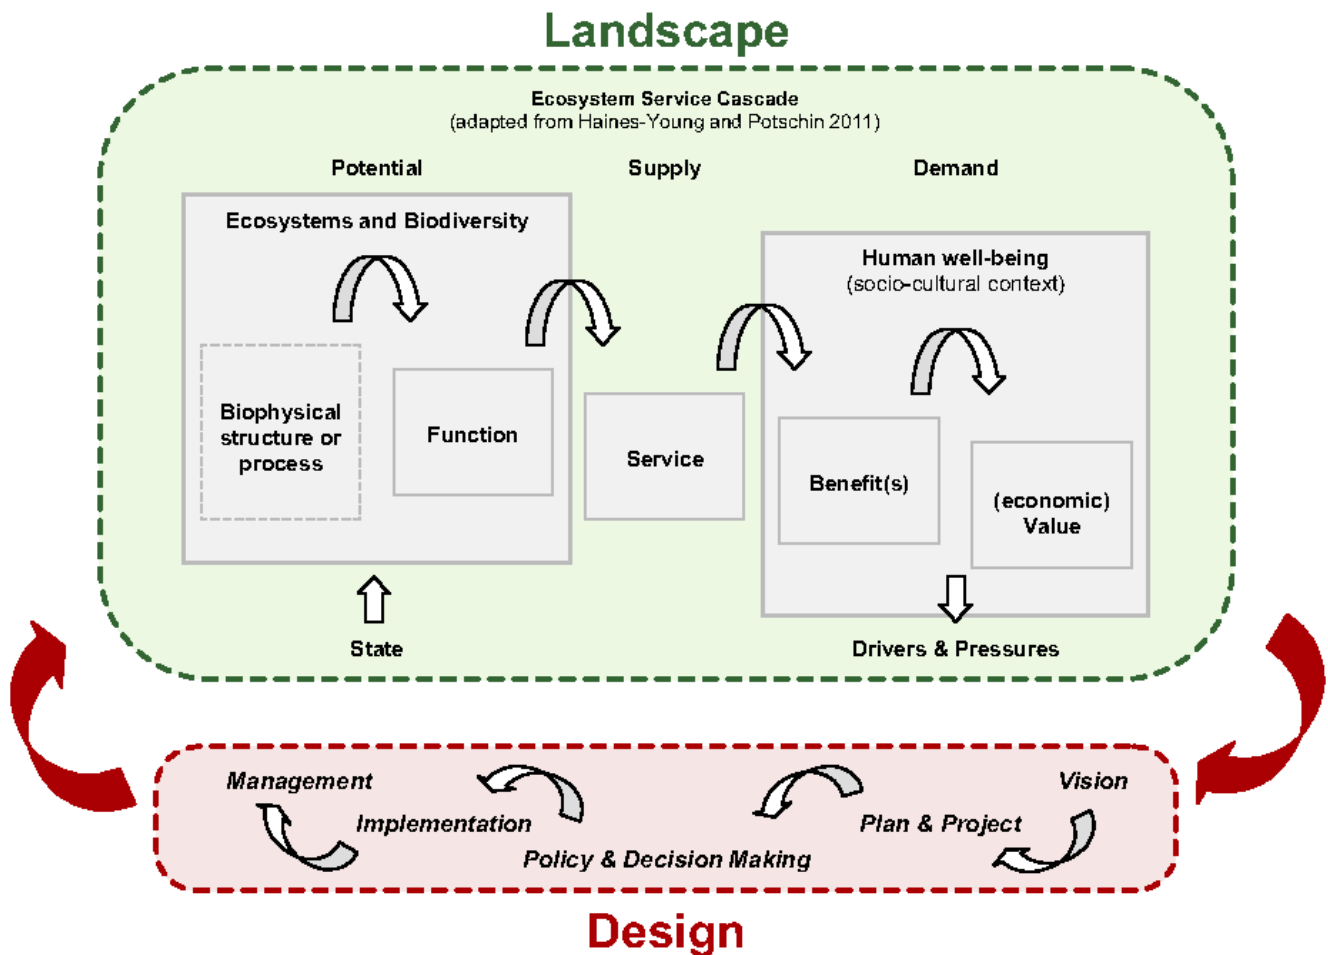 Landscape
Ecosystem Service Cascade
(adapted from Haines-Young and Potschin 2011)
Potential
Supply
Demand
Ecosystems and Biodiversity
Human well-being
(socio-cultural context)
Biophysical
structure or
process
Function
Service
Benefit(s)
(economic)
Value
State
Drivers & Pressures
Management
Vision
Implementation
Plan & Project
Policy & Decision Making
Design